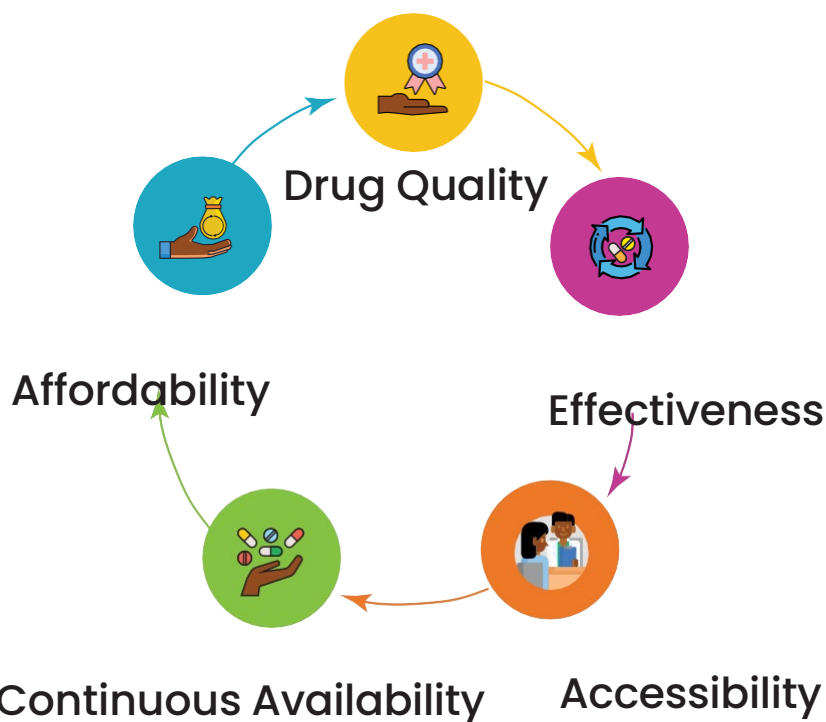 Drug Quality
Affordability
Effectiveness
Accessibility
Continuous Availability